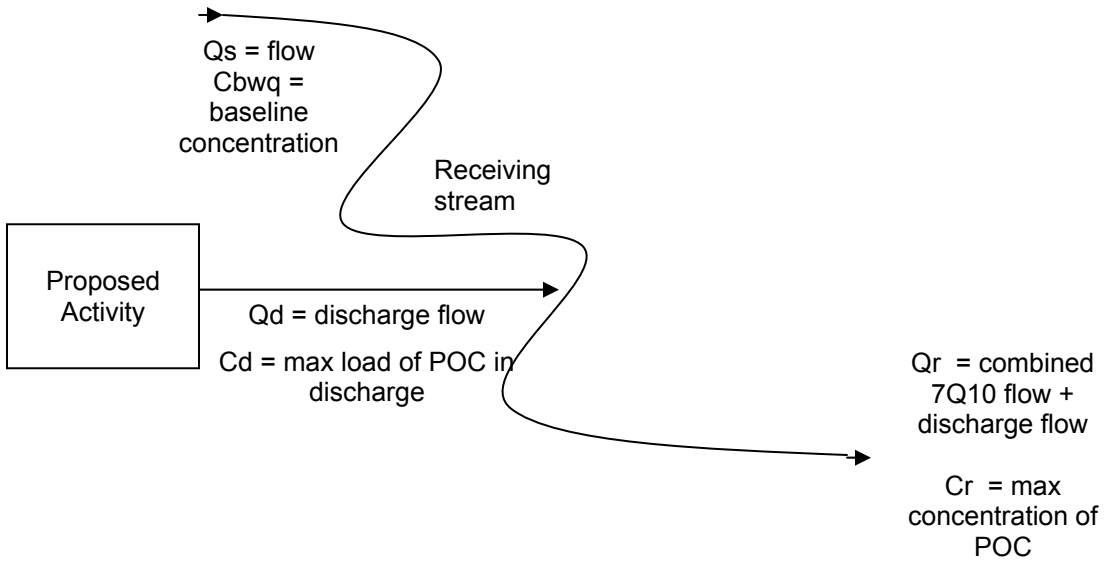 Qs = flow
Cbwq =
baseline
concentration
Receiving
stream
Proposed
Activity
Qd = discharge flow
Cd = max load of POC in
discharge
Qr = combined
7Q10 flow +
discharge flow
Cr = max
concentration of
POC